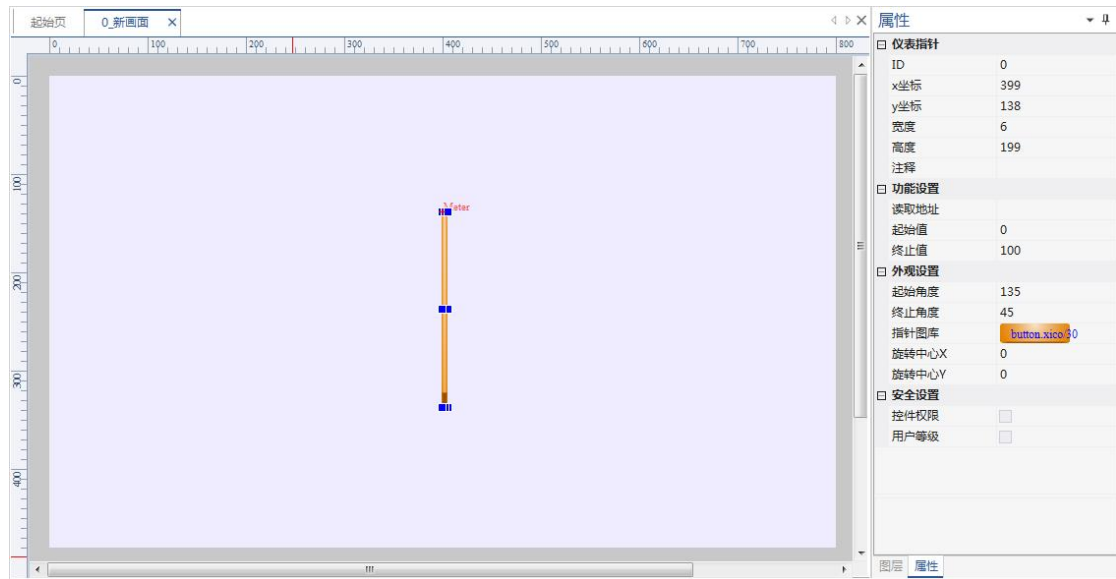 起始页 0_新画面
属性
0 100 200 300 400 500 600 700 800
0
100
200
300
400
Meter
仪表指针
ID 0
x坐标 399
y坐标 138
宽度 6
高度 199
注释
功能设置
读取地址
起始值 0
终止值 100
外观设置
起始角度 135
终止角度 45
指针图库 button.xico/30
旋转中心X 0
旋转中心Y 0
安全设置
控件权限
用户等级
图层 属性